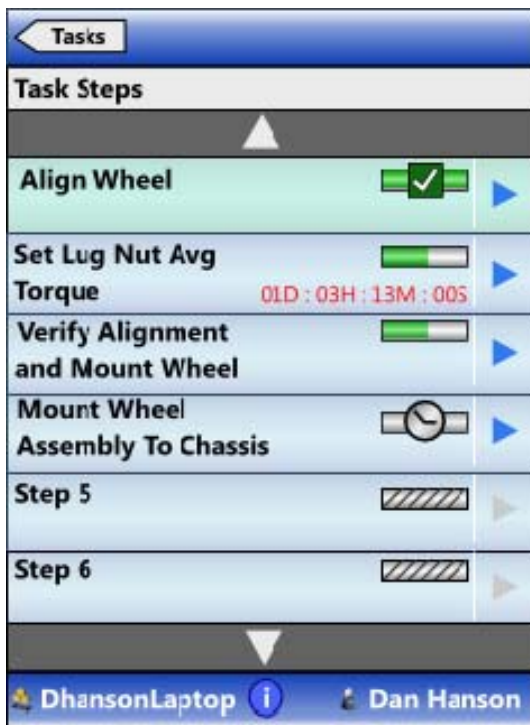 Tasks
Task Steps
Align Wheel
Set Lug Nut Avg
Torque 01D : 03H : 13M : 00S
Verify Alignment
and Mount Wheel
Mount Wheel
Assembly To Chassis
Step 5
Step 6
DhansonLaptop i Dan Hanson